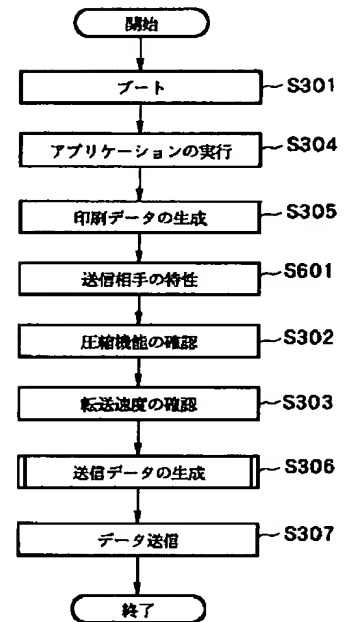 開始
ブート S301
アプリケーションの実行 S304
印刷データの生成 S305
送信相手の特性 S601
圧縮機能の確認 S302
転送速度の確認 S303
送信データの生成 S306
データ送信 S307
終了